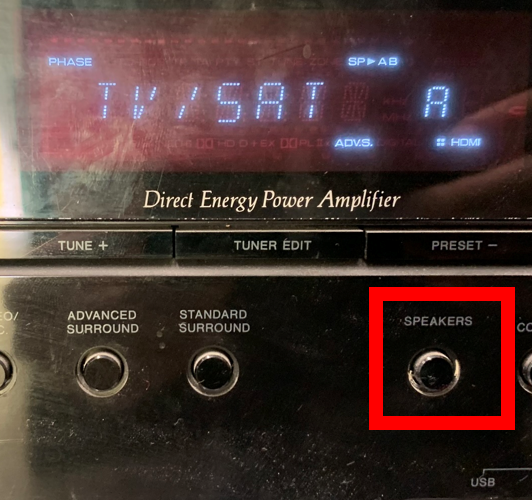 PHASE SP▶AB
TV/SAT A
ADV.S. HDMI
Direct Energy Power Amplifier
TUNE + TUNER EDIT PRESET −
ADVANCED
SURROUND
STANDARD
SURROUND
SPEAKERS
USB